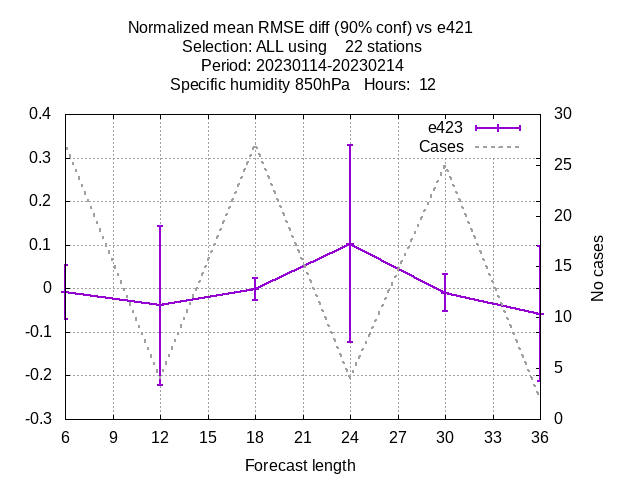 Normalized mean RMSE diff (90% conf) vs e421
Selection: ALL using    22 stations
Period: 20230114-20230214
Specific humidity 850hPa   Hours:  12
0.4
0.3
0.2
0.1
0
-0.1
-0.2
-0.3
e423
Cases
30
25
20
15
10
5
0
No cases
6 9 12 15 18 21 24 27 30 33 36
Forecast length